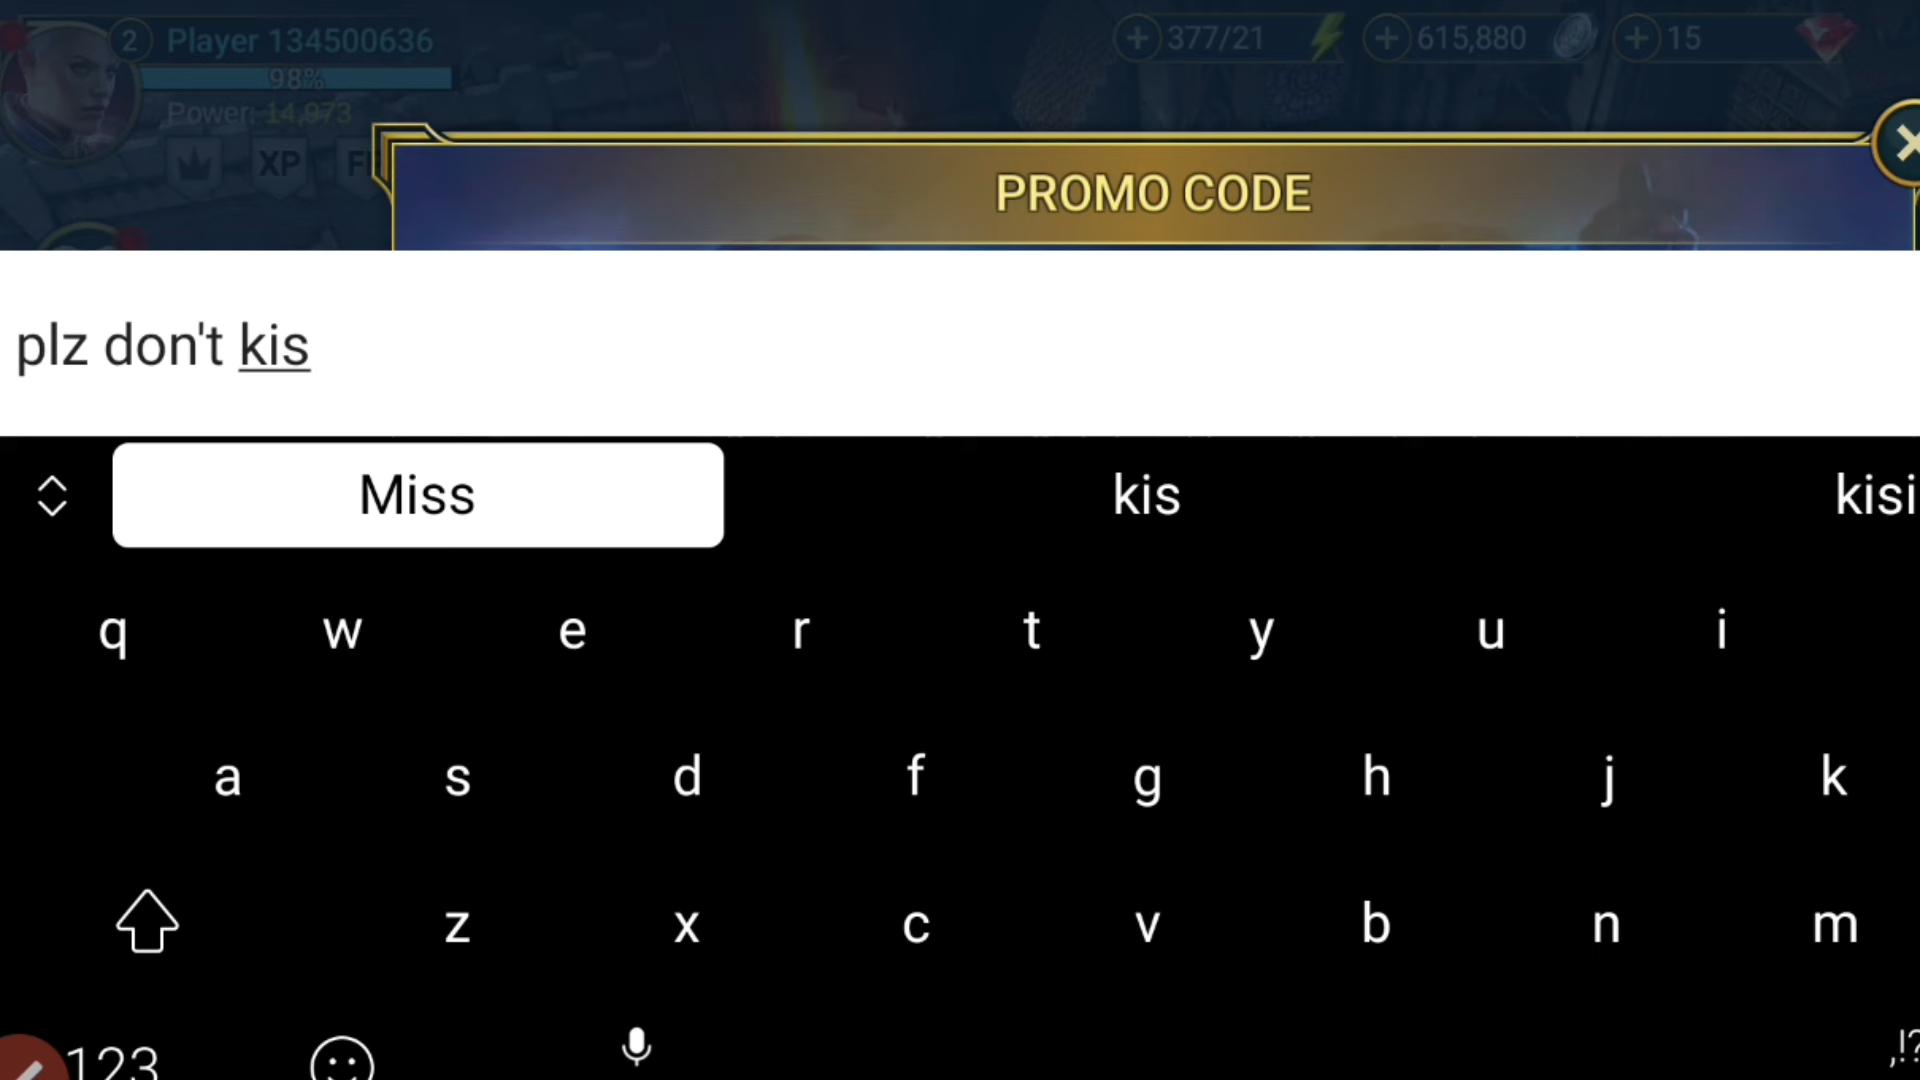 2 Player 134500636 377/21 615,880 15
98%
Power: 14,973
XP
PROMO CODE
plz don't kis
Miss kis kisi
q w e r t y u i
a s d f g h j k
z x c v b n m
123 ,!?